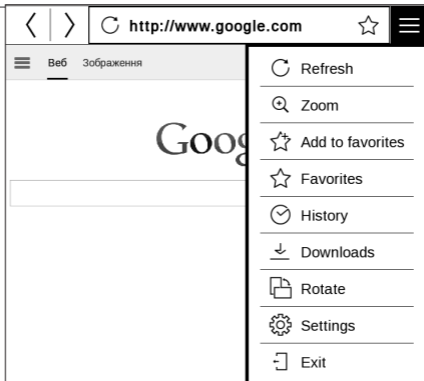 http://www.google.com
Веб Зображення
Goog
Refresh
Zoom
Add to favorites
Favorites
History
Downloads
Rotate
Settings
Exit